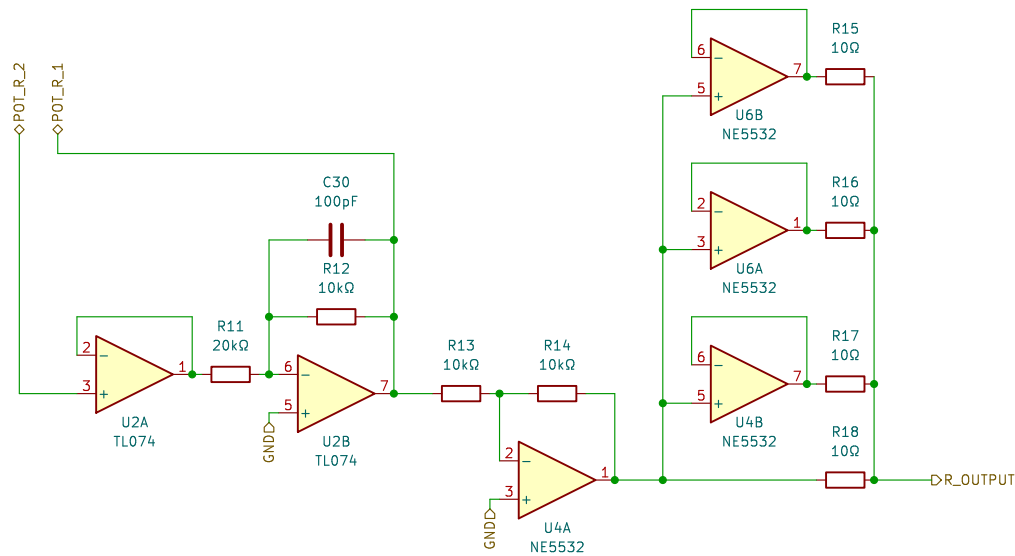 POT_R_2
POT_R_1
6
5
7
U6B
NE5532
R15
10Ω
C30
100pF
2
3
1
U6A
NE5532
R16
10Ω
R12
10kΩ
2
3
1
U2A
TL074
R11
20kΩ
6
5
7
U2B
TL074
GND
R13
10kΩ
R14
10kΩ
6
5
7
U4B
NE5532
R17
10Ω
2
3
1
U4A
NE5532
GND
R18
10Ω
R_OUTPUT